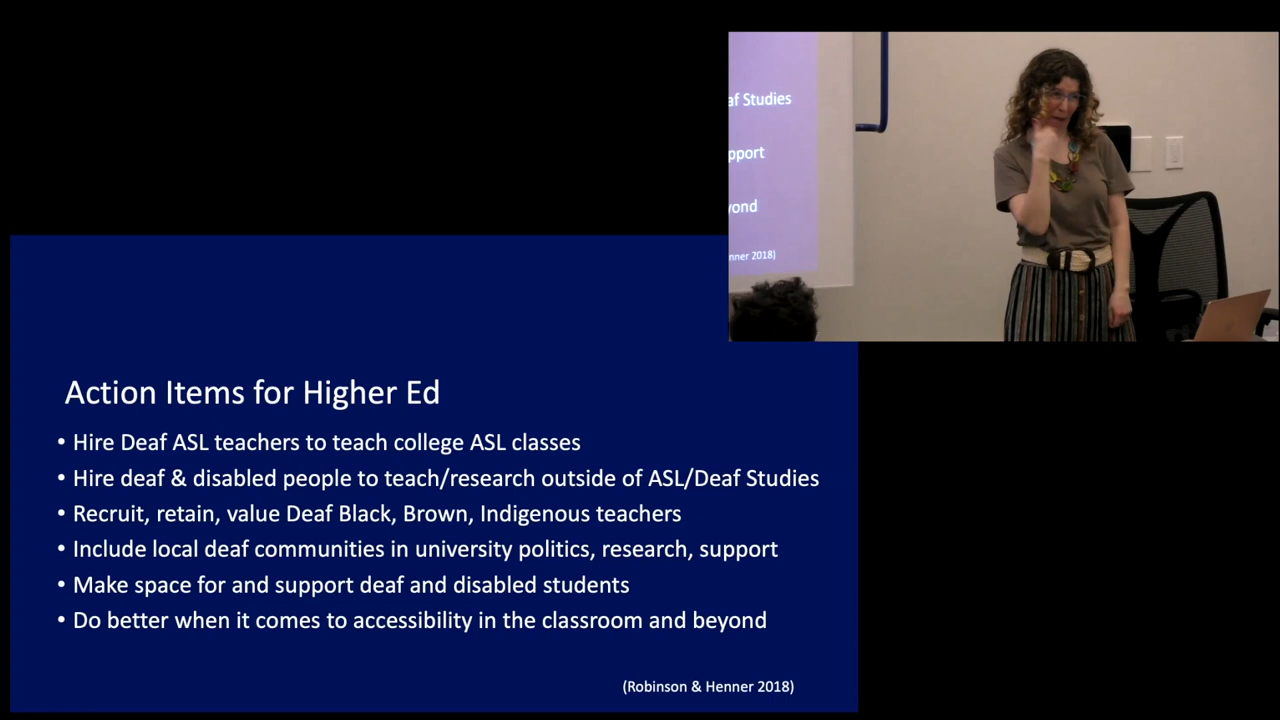 Action Items for Higher Ed
• Hire Deaf ASL teachers to teach college ASL classes
• Hire deaf & disabled people to teach/research outside of ASL/Deaf Studies
• Recruit, retain, value Deaf Black, Brown, Indigenous teachers
• Include local deaf communities in university politics, research, support
• Make space for and support deaf and disabled students
• Do better when it comes to accessibility in the classroom and beyond
(Robinson & Henner 2018)
af Studies
pport
yond
nner 2018)